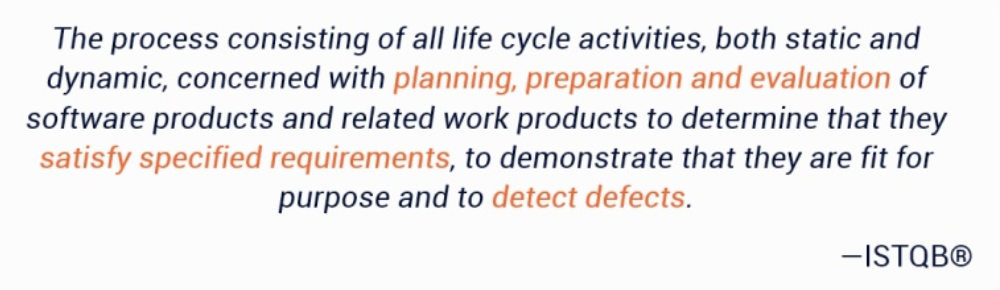 The process consisting of all life cycle activities, both static and
dynamic, concerned with planning, preparation and evaluation of
software products and related work products to determine that they
satisfy specified requirements, to demonstrate that they are fit for
purpose and to detect defects.
—ISTQB®